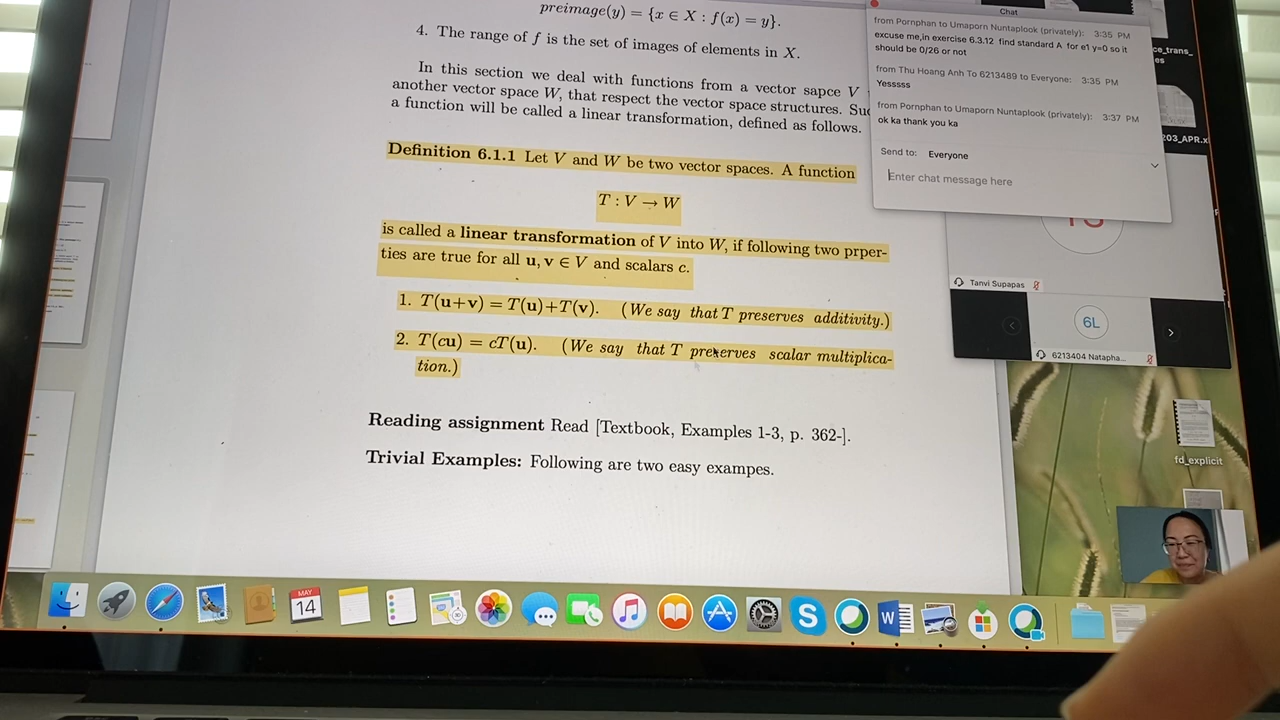 preimage(y) = {x ∈ X : f(x) = y}.
4. The range of f is the set of images of elements in X.
In this section we deal with functions from a vector sapce V
another vector space W, that respect the vector space structures. Suc
a function will be called a linear transformation, defined as follows.
Definition 6.1.1 Let V and W be two vector spaces. A function
T : V → W
is called a linear transformation of V into W, if following two prper-
ties are true for all u, v ∈ V and scalars c.
1. T(u+v) = T(u)+T(v). (We say that T preserves additivity.)
2. T(cu) = cT(u). (We say that T preserves scalar multiplica-
tion.)
Reading assignment Read [Textbook, Examples 1-3, p. 362-].
Trivial Examples: Following are two easy exampes.
Chat
from Pornphan to Umaporn Nuntaplook (privately): 3:35 PM
excuse me,in exercise 6.3.12 find standard A for e1 y=0 so it
should be 0/26 or not
from Thu Hoang Anh To 6213489 to Everyone: 3:35 PM
Yesssss
from Pornphan to Umaporn Nuntaplook (privately): 3:37 PM
ok ka thank you ka
Send to: Everyone
Enter chat message here
ce_trans_
es
203_APR.x
Tanvi Supapas
6L
6213404 Natapha...
fd_explicit
MAY
14
30
S
W